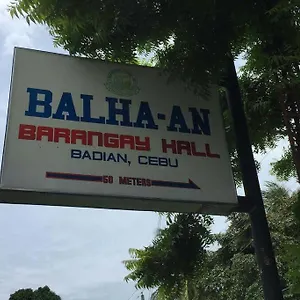 BALHA-AN
BARANGAY HALL
BADIAN, CEBU
50 METERS